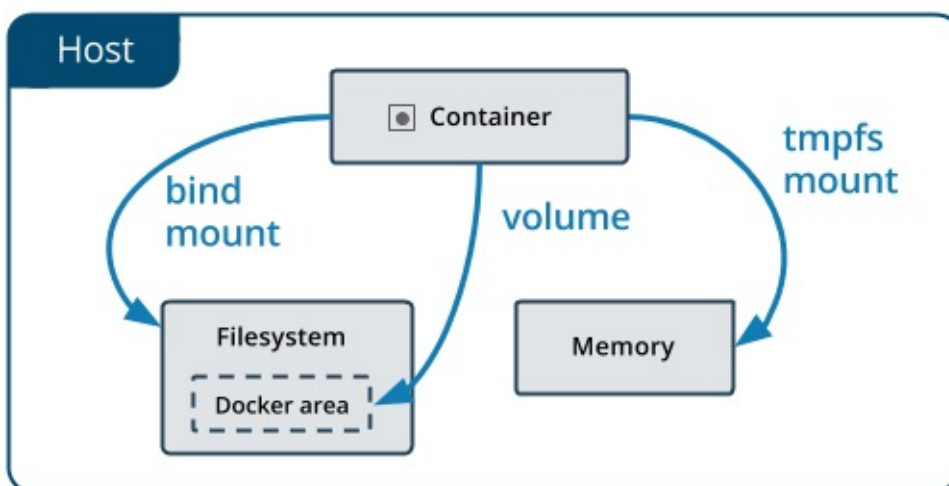 Host
Container
bind
mount
volume
tmpfs
mount
Filesystem
Docker area
Memory